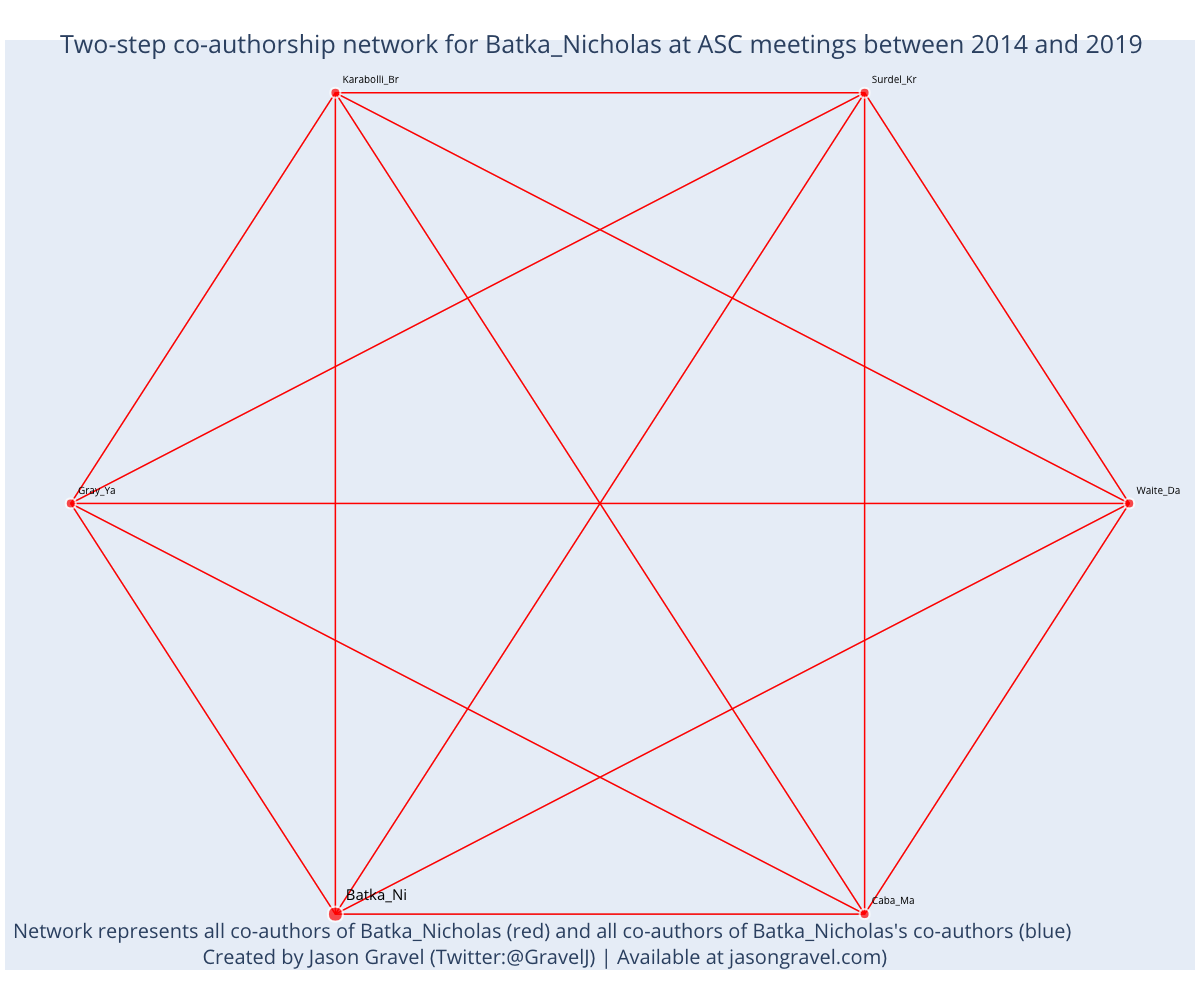 Two-step co-authorship network for Batka_Nicholas at ASC meetings between 2014 and 2019
Karabolli_Br
Surdel_Kr
Gray_Ya
Waite_Da
Batka_Ni
Caba_Ma
Network represents all co-authors of Batka_Nicholas (red) and all co-authors of Batka_Nicholas's co-authors (blue)
Created by Jason Gravel (Twitter:@GravelJ) | Available at jasongravel.com)